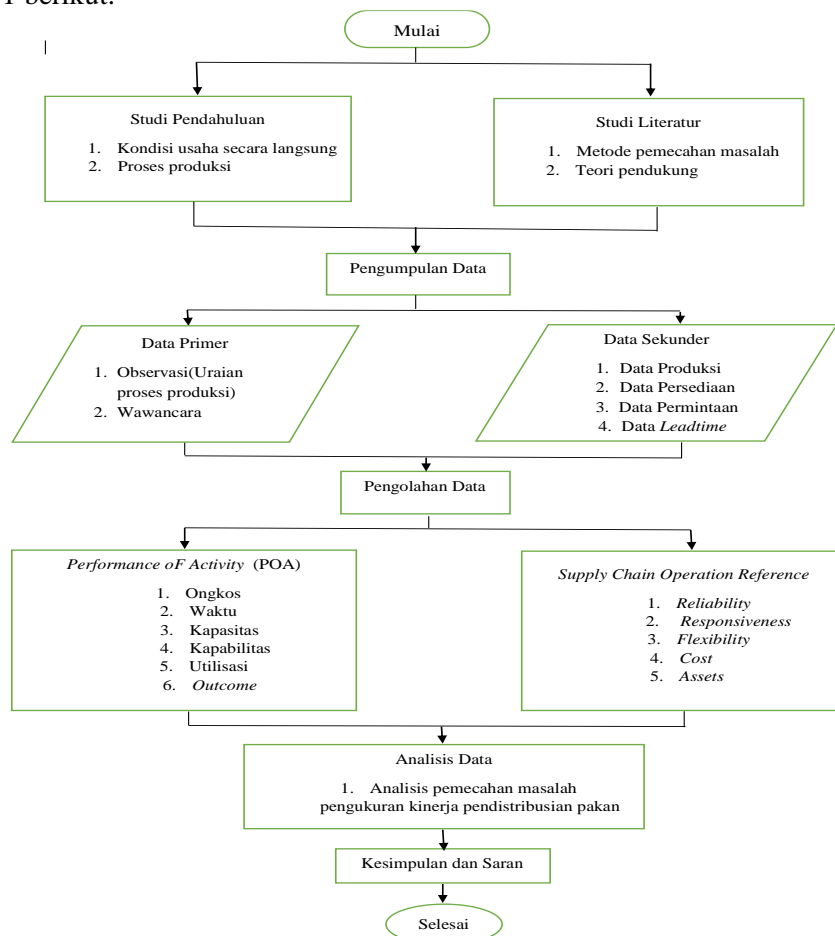 1 berikut:
Mulai
Studi Pendahuluan
1. Kondisi usaha secara langsung
2. Proses produksi
Studi Literatur
1. Metode pemecahan masalah
2. Teori pendukung
Pengumpulan Data
Data Primer
1. Observasi(Uraian
proses produksi)
2. Wawancara
Data Sekunder
1. Data Produksi
2. Data Persediaan
3. Data Permintaan
4. Data Leadtime
Pengolahan Data
Performance oF Activity (POA)
1. Ongkos
2. Waktu
3. Kapasitas
4. Kapabilitas
5. Utilisasi
6. Outcome
Supply Chain Operation Reference
1. Reliability
2. Responsiveness
3. Flexibility
4. Cost
5. Assets
Analisis Data
1. Analisis pemecahan masalah
pengukuran kinerja pendistribusian pakan
Kesimpulan dan Saran
Selesai